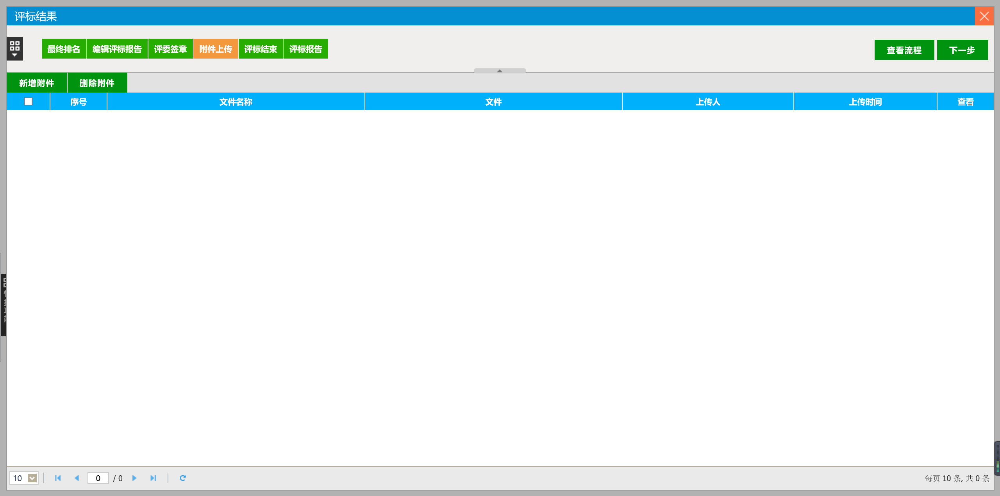 评标结果
最终排名 编辑评标报告 评委签章 附件上传 评标结束 评标报告 查看流程 下一步
新增附件 删除附件
序号 文件名称 文件 上传人 上传时间 查看
10 0 / 0 每页 10 条, 共 0 条